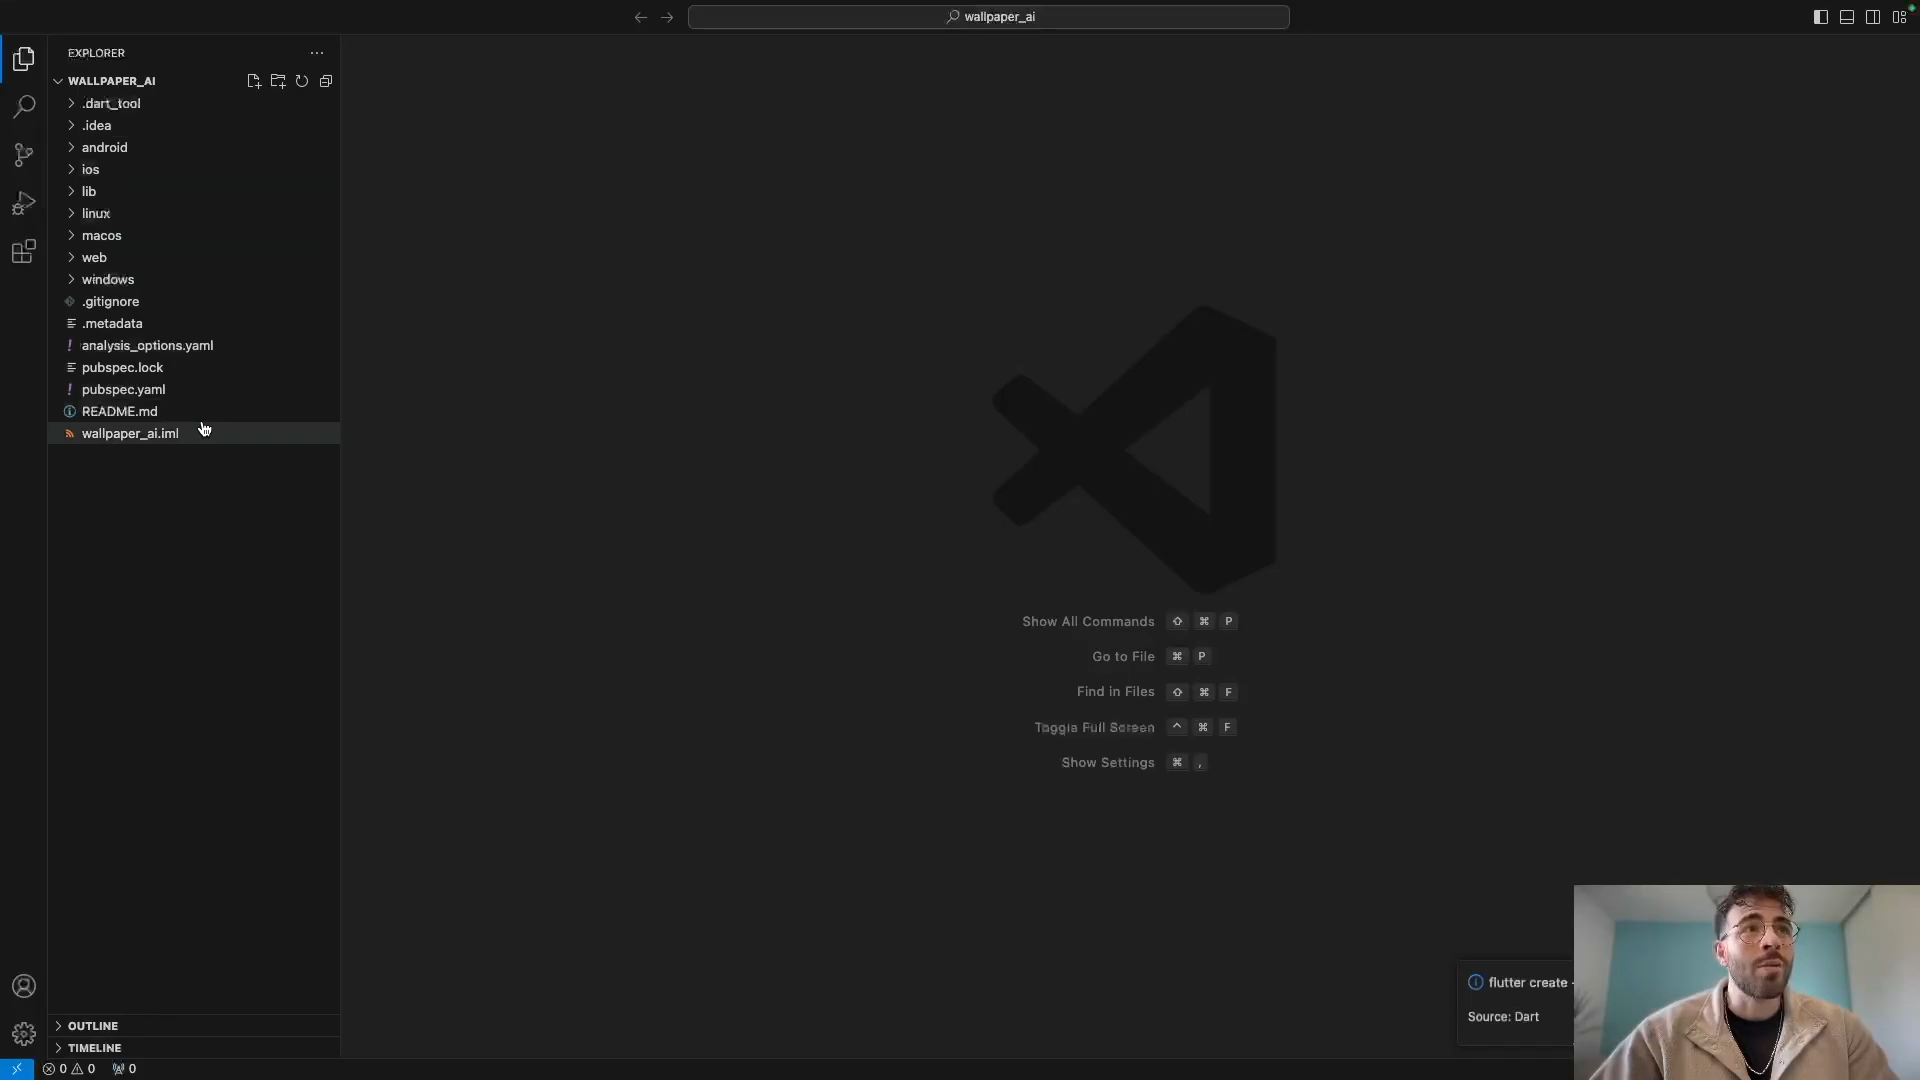 wallpaper_ai
EXPLORER
WALLPAPER_AI
.dart_tool
.idea
android
ios
lib
linux
macos
web
windows
.gitignore
.metadata
analysis_options.yaml
pubspec.lock
pubspec.yaml
README.md
wallpaper_ai.iml
Show All Commands ⇧ ⌘ P
Go to File ⌘ P
Find in Files ⇧ ⌘ F
Toggle Full Screen ^ ⌘ F
Show Settings ⌘ ,
flutter create
Source: Dart
OUTLINE
TIMELINE
0 0 0